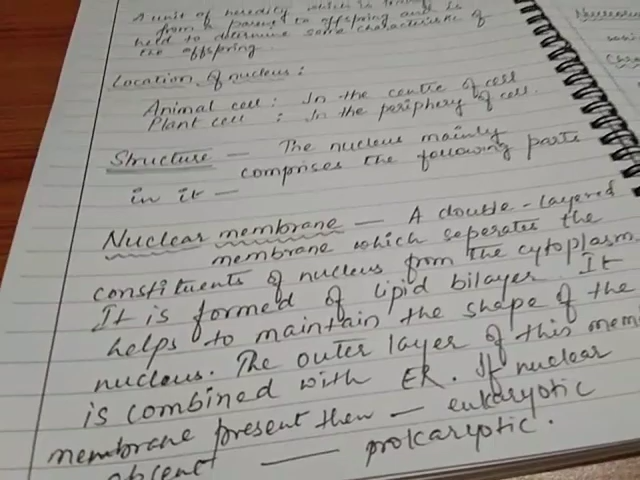 A unit of heredity which is
from a parent to offspring and is
held to determine some characteristic of
the offspring.
Location of nucleus :
Animal cell : In the centre of cell
Plant cell : In the periphery of cell.
Structure — The nucleus mainly
comprises the following parts
in it —
Nuclear membrane — A double-layered
membrane which seperates the
constituents of nucleus from the cytoplasm.
It is formed of lipid bilayer. It
helps to maintain the shape of the
nucleus. The outer layer of this mem
is combined with ER. If nuclear
membrane present then — eukaryotic
absent — prokaryotic.